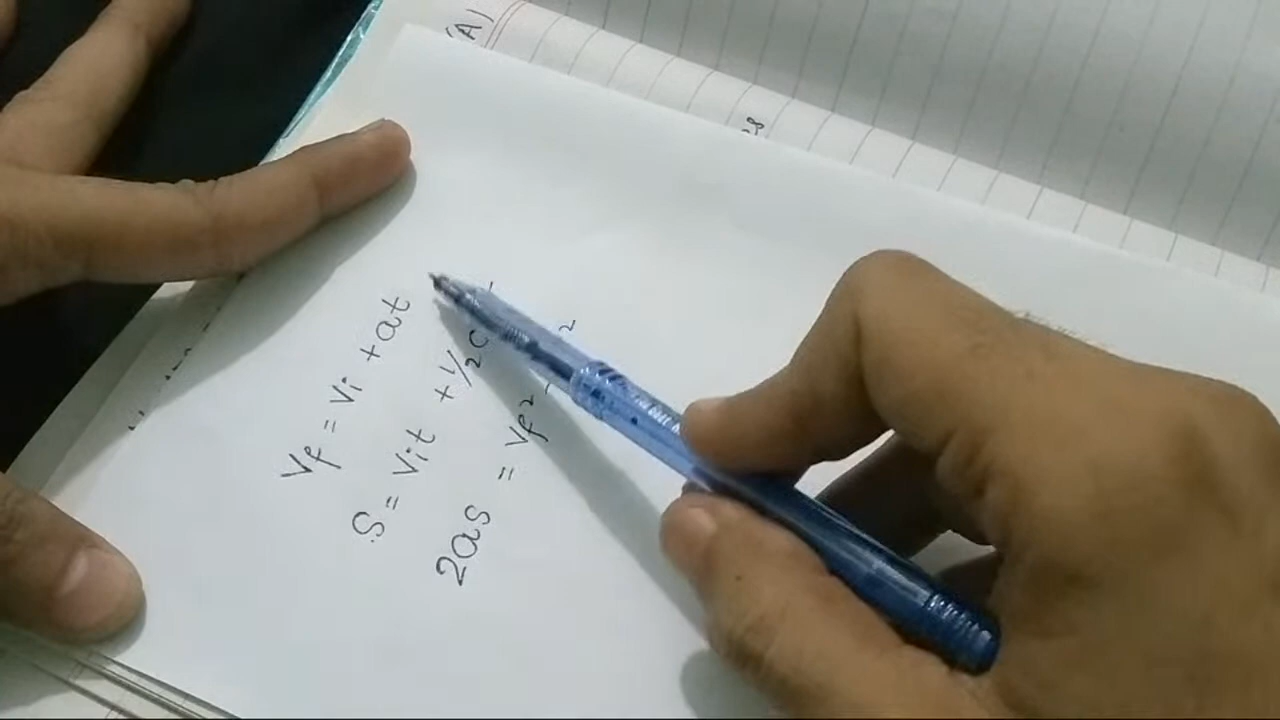 (A)
Vf = Vi + at
S = Vit + 1/2
2as = Vf²